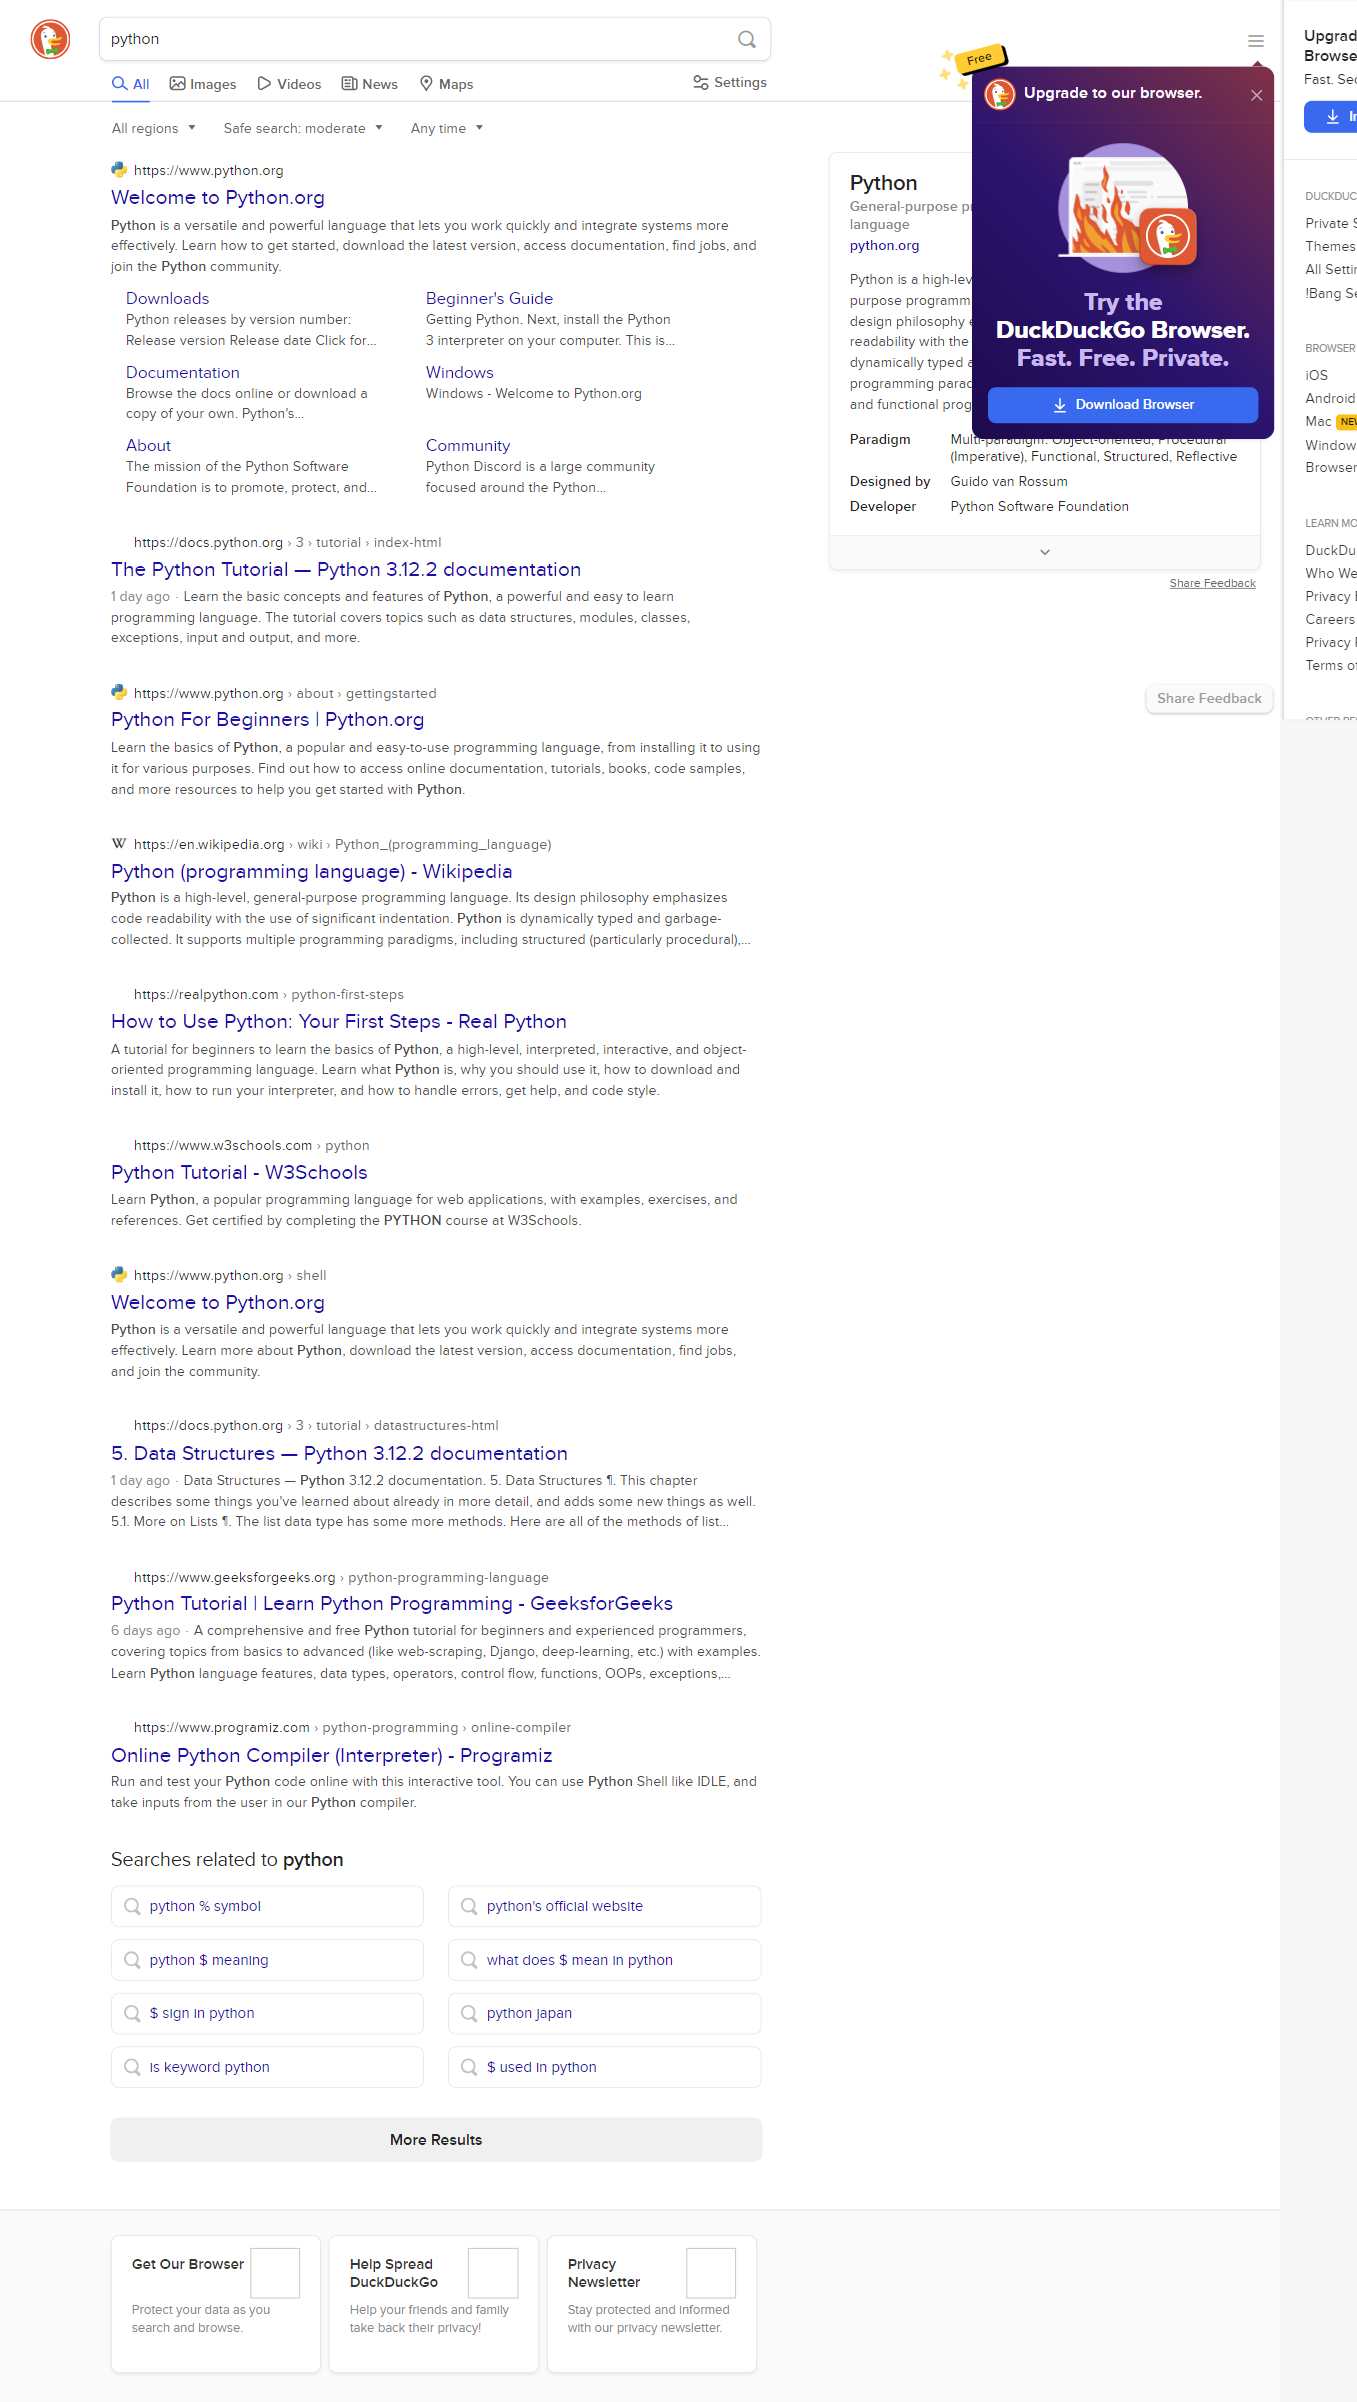 python
All
Images
Videos
News
Maps
Settings
All regions
Safe search: moderate
Any time
https://www.python.org
Welcome to Python.org
Python is a versatile and powerful language that lets you work quickly and integrate systems more
effectively. Learn how to get started, download the latest version, access documentation, find jobs, and
join the Python community.
Downloads
Python releases by version number:
Release version Release date Click for...
Beginner's Guide
Getting Python. Next, install the Python
3 interpreter on your computer. This is...
Documentation
Browse the docs online or download a
copy of your own. Python's...
Windows
Windows - Welcome to Python.org
About
The mission of the Python Software
Foundation is to promote, protect, and...
Community
Python Discord is a large community
focused around the Python...
https://docs.python.org › 3 › tutorial › index-html
The Python Tutorial — Python 3.12.2 documentation
1 day ago · Learn the basic concepts and features of Python, a powerful and easy to learn
programming language. The tutorial covers topics such as data structures, modules, classes,
exceptions, input and output, and more.
https://www.python.org › about › gettingstarted
Python For Beginners | Python.org
Learn the basics of Python, a popular and easy-to-use programming language, from installing it to using
it for various purposes. Find out how to access online documentation, tutorials, books, code samples,
and more resources to help you get started with Python.
https://en.wikipedia.org › wiki › Python_(programming_language)
Python (programming language) - Wikipedia
Python is a high-level, general-purpose programming language. Its design philosophy emphasizes
code readability with the use of significant indentation. Python is dynamically typed and garbage-
collected. It supports multiple programming paradigms, including structured (particularly procedural),...
https://realpython.com › python-first-steps
How to Use Python: Your First Steps - Real Python
A tutorial for beginners to learn the basics of Python, a high-level, interpreted, interactive, and object-
oriented programming language. Learn what Python is, why you should use it, how to download and
install it, how to run your interpreter, and how to handle errors, get help, and code style.
https://www.w3schools.com › python
Python Tutorial - W3Schools
Learn Python, a popular programming language for web applications, with examples, exercises, and
references. Get certified by completing the PYTHON course at W3Schools.
https://www.python.org › shell
Welcome to Python.org
Python is a versatile and powerful language that lets you work quickly and integrate systems more
effectively. Learn more about Python, download the latest version, access documentation, find jobs,
and join the community.
https://docs.python.org › 3 › tutorial › datastructures-html
5. Data Structures — Python 3.12.2 documentation
1 day ago · Data Structures — Python 3.12.2 documentation. 5. Data Structures ¶. This chapter
describes some things you've learned about already in more detail, and adds some new things as well.
5.1. More on Lists ¶. The list data type has some more methods. Here are all of the methods of list...
https://www.geeksforgeeks.org › python-programming-language
Python Tutorial | Learn Python Programming - GeeksforGeeks
6 days ago · A comprehensive and free Python tutorial for beginners and experienced programmers,
covering topics from basics to advanced (like web-scraping, Django, deep-learning, etc.) with examples.
Learn Python language features, data types, operators, control flow, functions, OOPs, exceptions,...
https://www.programiz.com › python-programming › online-compiler
Online Python Compiler (Interpreter) - Programiz
Run and test your Python code online with this interactive tool. You can use Python Shell like IDLE, and
take inputs from the user in our Python compiler.
Searches related to python
python % symbol
python's official website
python $ meaning
what does $ mean in python
$ sign in python
python japan
is keyword python
$ used in python
More Results
Get Our Browser
Protect your data as you
search and browse.
Help Spread
DuckDuckGo
Help your friends and family
take back their privacy!
Privacy
Newsletter
Stay protected and informed
with our privacy newsletter.
Python
General-purpose
language
python.org
Python is a high-lev
purpose programm
design philosophy
readability with the
dynamically typed
programming parad
and functional prog
Paradigm
Multi-paradigm: Object-oriented, Procedural
(Imperative), Functional, Structured, Reflective
Designed by
Guido van Rossum
Developer
Python Software Foundation
Share Feedback
Share Feedback
Free
Upgrade to our browser.
Try the
DuckDuckGo Browser.
Fast. Free. Private.
Download Browser
Upgrad
Browse
Fast. Sec
DUCKDUC
Private S
Themes
All Settin
!Bang Se
BROWSER
iOS
Android
Mac NEW
Window
Browser
LEARN MO
DuckDu
Who We
Privacy
Careers
Privacy
Terms of